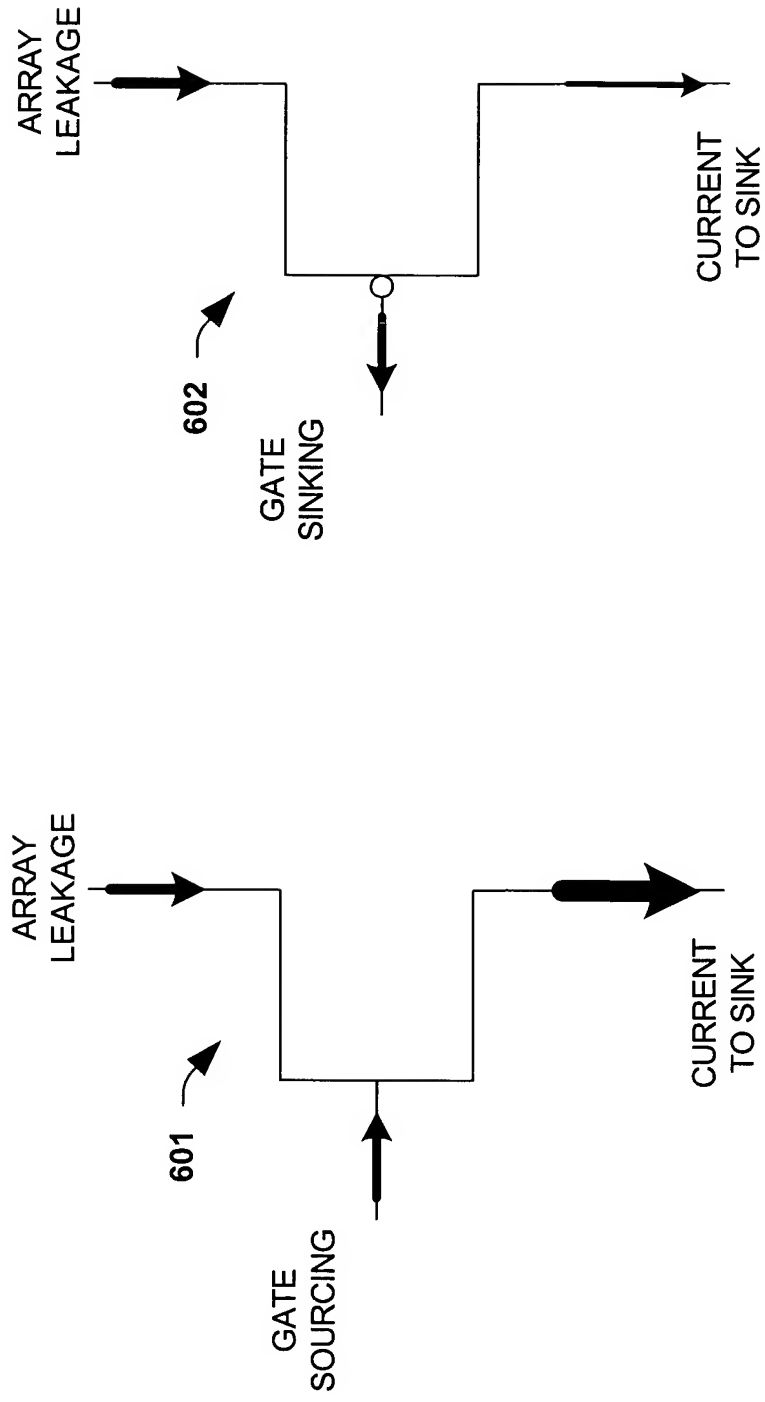 ARRAY
LEAKAGE
601
GATE
SOURCING
CURRENT
TO SINK
ARRAY
LEAKAGE
602
GATE
SINKING
CURRENT
TO SINK